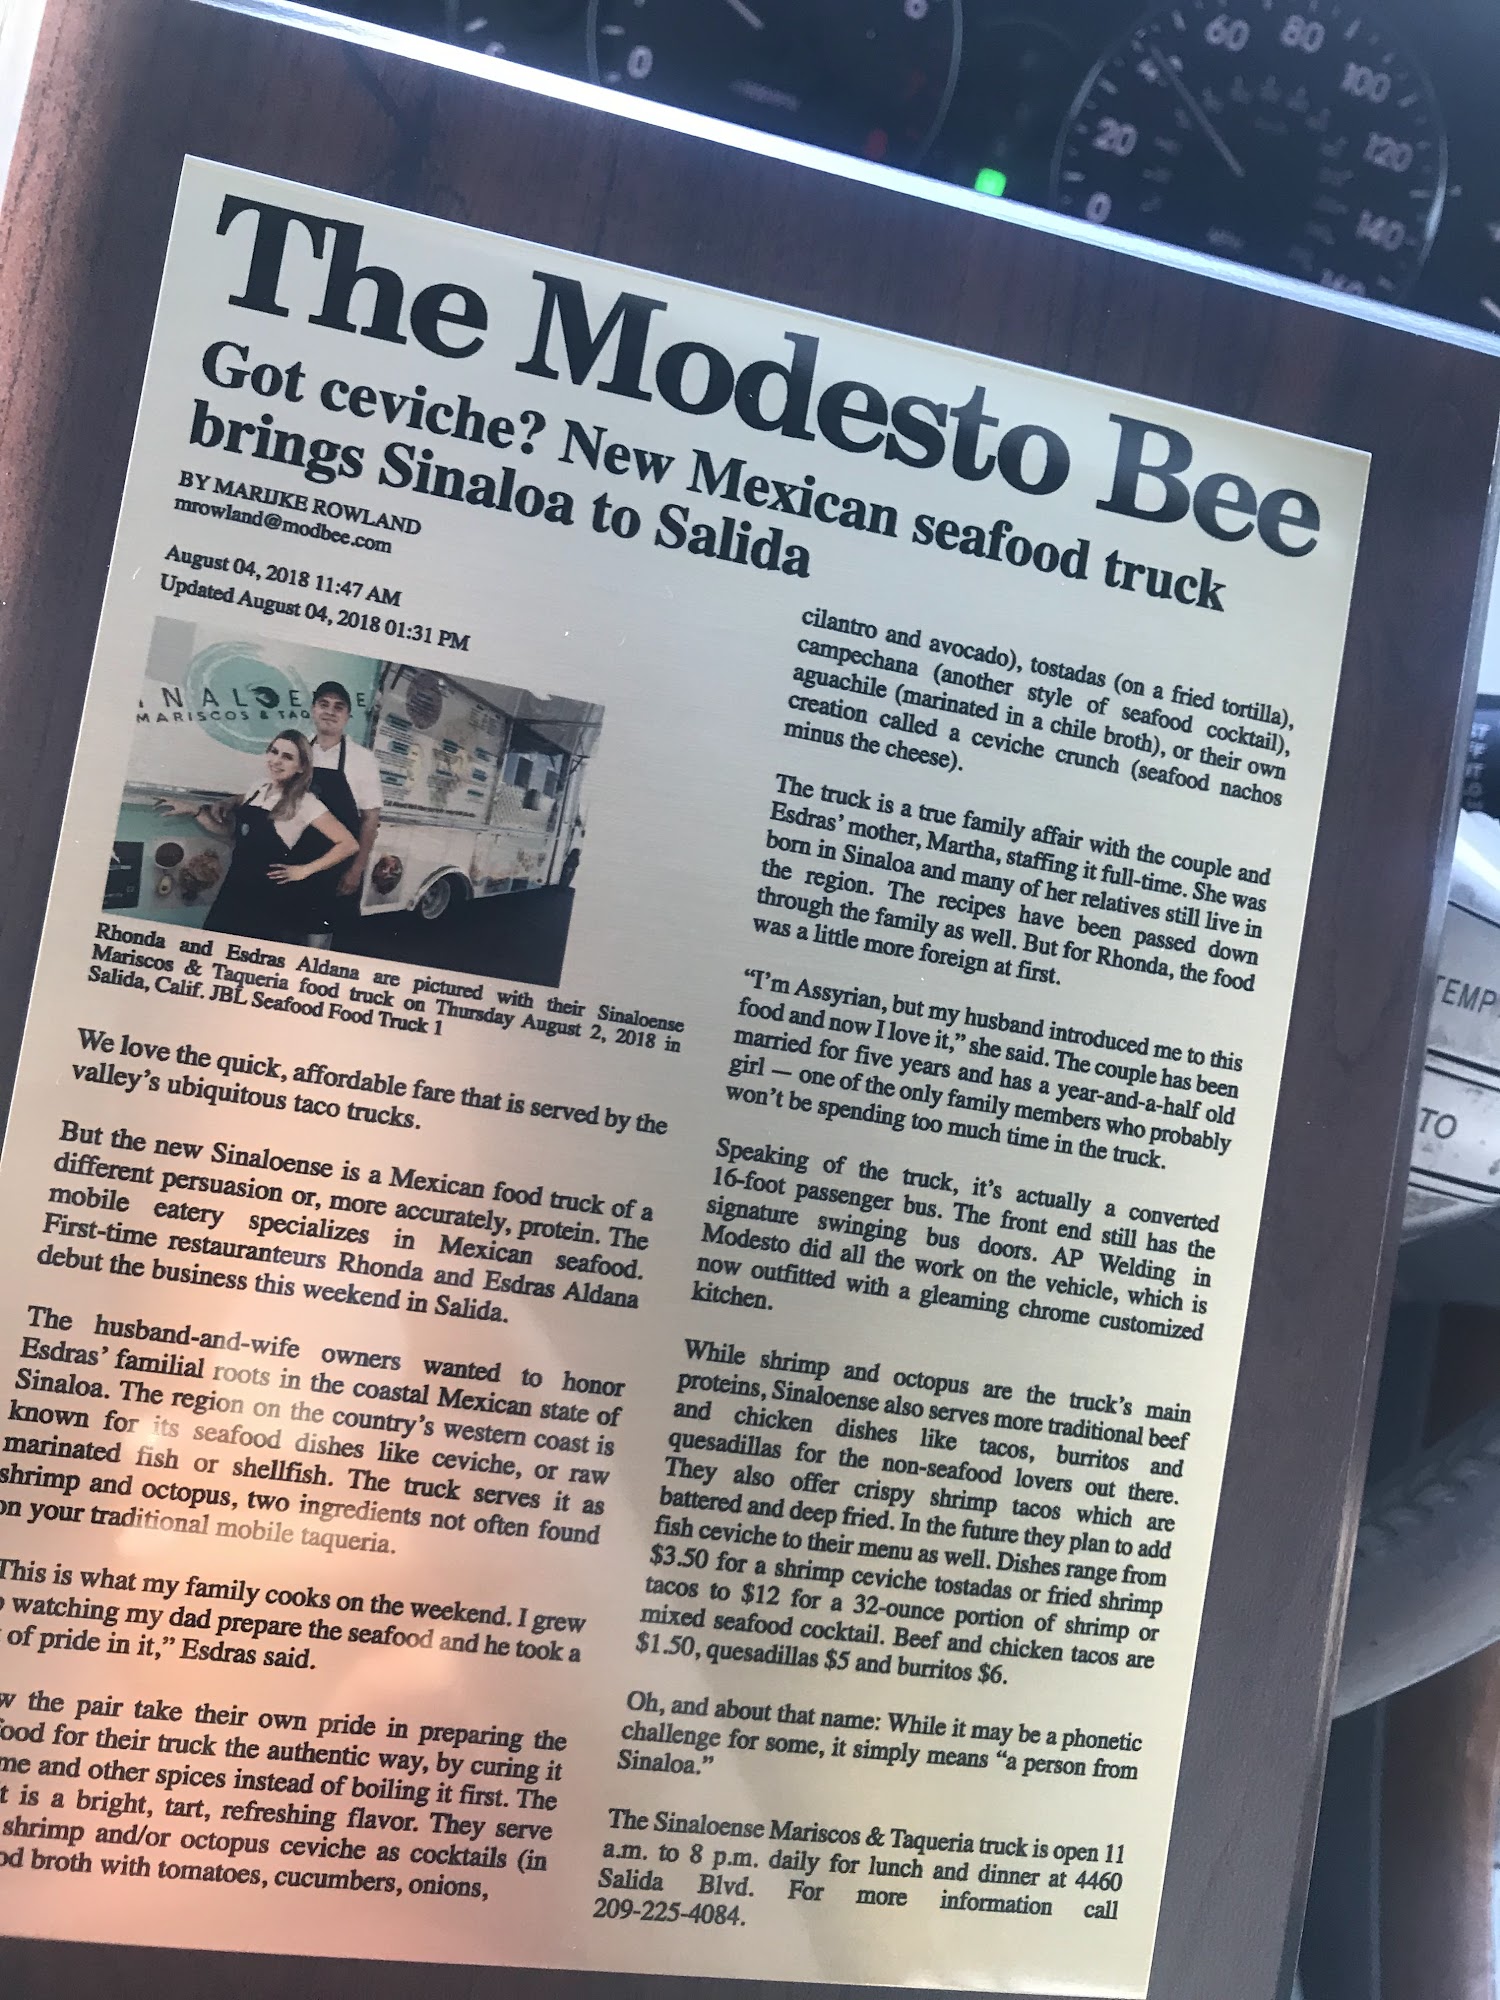 0
60
80
100
20
120
0
140
160
The Modesto Bee
Got ceviche? New Mexican seafood truck
brings Sinaloa to Salida
BY MARIJKE ROWLAND
mrowland@modbee.com
August 04, 2018 11:47 AM
Updated August 04, 2018 01:31 PM
INALOE E
MARISCOS & TAQ
Rhonda and Esdras Aldana are pictured with their Sinaloense
Mariscos & Taqueria food truck on Thursday August 2, 2018 in
Salida, Calif. JBL Seafood Food Truck 1
We love the quick, affordable fare that is served by the
valley's ubiquitous taco trucks.
But the new Sinaloense is a Mexican food truck of a
different persuasion or, more accurately, protein. The
mobile eatery specializes in Mexican seafood.
First-time restauranteurs Rhonda and Esdras Aldana
debut the business this weekend in Salida.
The husband-and-wife owners wanted to honor
Esdras' familial roots in the coastal Mexican state of
Sinaloa. The region on the country's western coast is
known for its seafood dishes like ceviche, or raw
marinated fish or shellfish. The truck serves it as
shrimp and octopus, two ingredients not often found
on your traditional mobile taqueria.
This is what my family cooks on the weekend. I grew
watching my dad prepare the seafood and he took a
of pride in it,” Esdras said.
the pair take their own pride in preparing the
food for their truck the authentic way, by curing it
and other spices instead of boiling it first. The
is a bright, tart, refreshing flavor. They serve
shrimp and/or octopus ceviche as cocktails (in
broth with tomatoes, cucumbers, onions,
cilantro and avocado), tostadas (on a fried tortilla),
campechana (another style of seafood cocktail),
aguachile (marinated in a chile broth), or their own
creation called a ceviche crunch (seafood nachos
minus the cheese).
The truck is a true family affair with the couple and
Esdras' mother, Martha, staffing it full-time. She was
born in Sinaloa and many of her relatives still live in
the region. The recipes have been passed down
through the family as well. But for Rhonda, the food
was a little more foreign at first.
“I'm Assyrian, but my husband introduced me to this
food and now I love it,” she said. The couple has been
married for five years and has a year-and-a-half old
girl — one of the only family members who probably
won't be spending too much time in the truck.
Speaking of the truck, it's actually a converted
16-foot passenger bus. The front end still has the
signature swinging bus doors. AP Welding in
Modesto did all the work on the vehicle, which is
now outfitted with a gleaming chrome customized
kitchen.
While shrimp and octopus are the truck's main
proteins, Sinaloense also serves more traditional beef
and chicken dishes like tacos, burritos and
quesadillas for the non-seafood lovers out there.
They also offer crispy shrimp tacos which are
battered and deep fried. In the future they plan to add
fish ceviche to their menu as well. Dishes range from
$3.50 for a shrimp ceviche tostadas or fried shrimp
tacos to $12 for a 32-ounce portion of shrimp or
mixed seafood cocktail. Beef and chicken tacos are
$1.50, quesadillas $5 and burritos $6.
Oh, and about that name: While it may be a phonetic
challenge for some, it simply means “a person from
Sinaloa.”
The Sinaloense Mariscos & Taqueria truck is open 11
a.m. to 8 p.m. daily for lunch and dinner at 4460
Salida Blvd. For more information call
209-225-4084.
TEMP
TO